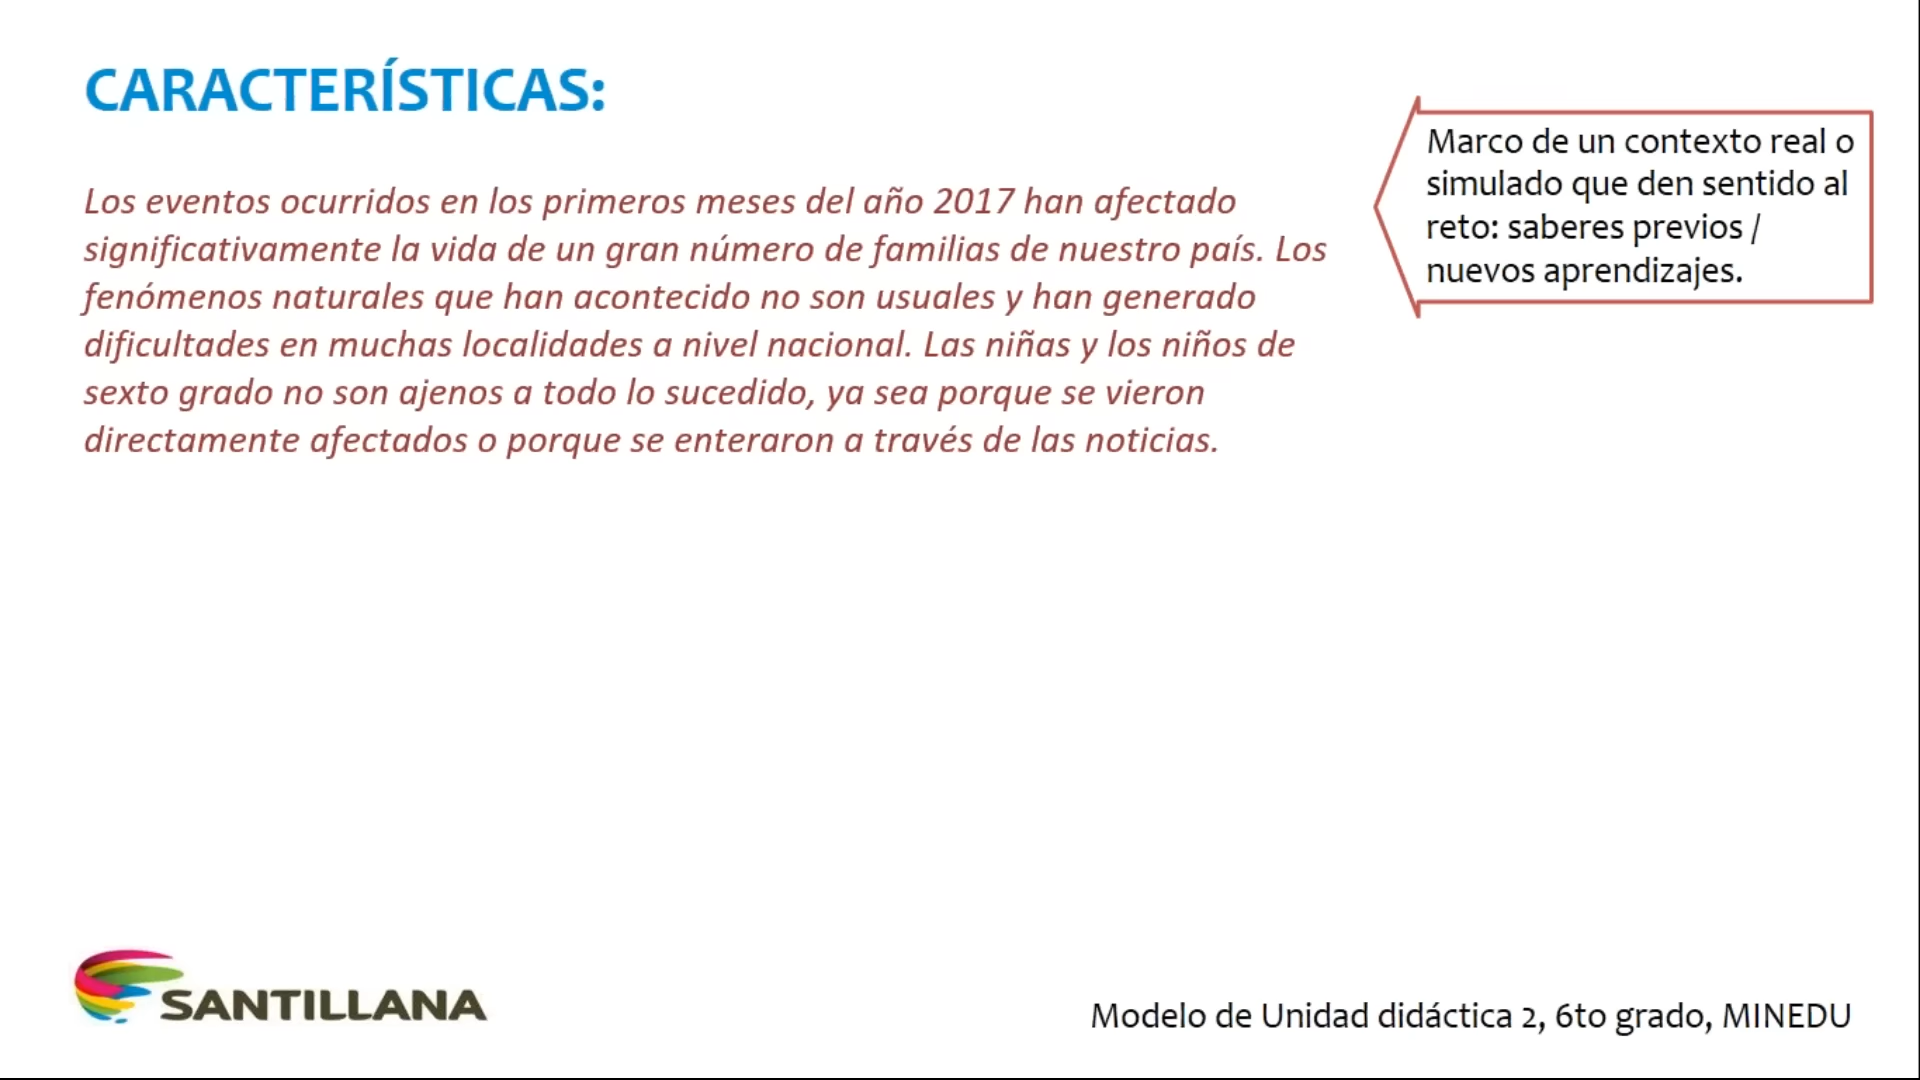 CARACTERÍSTICAS:
Los eventos ocurridos en los primeros meses del año 2017 han afectado
significativamente la vida de un gran número de familias de nuestro país. Los
fenómenos naturales que han acontecido no son usuales y han generado
dificultades en muchas localidades a nivel nacional. Las niñas y los niños de
sexto grado no son ajenos a todo lo sucedido, ya sea porque se vieron
directamente afectados o porque se enteraron a través de las noticias.
Marco de un contexto real o
simulado que den sentido al
reto: saberes previos /
nuevos aprendizajes.
SANTILLANA
Modelo de Unidad didáctica 2, 6to grado, MINEDU